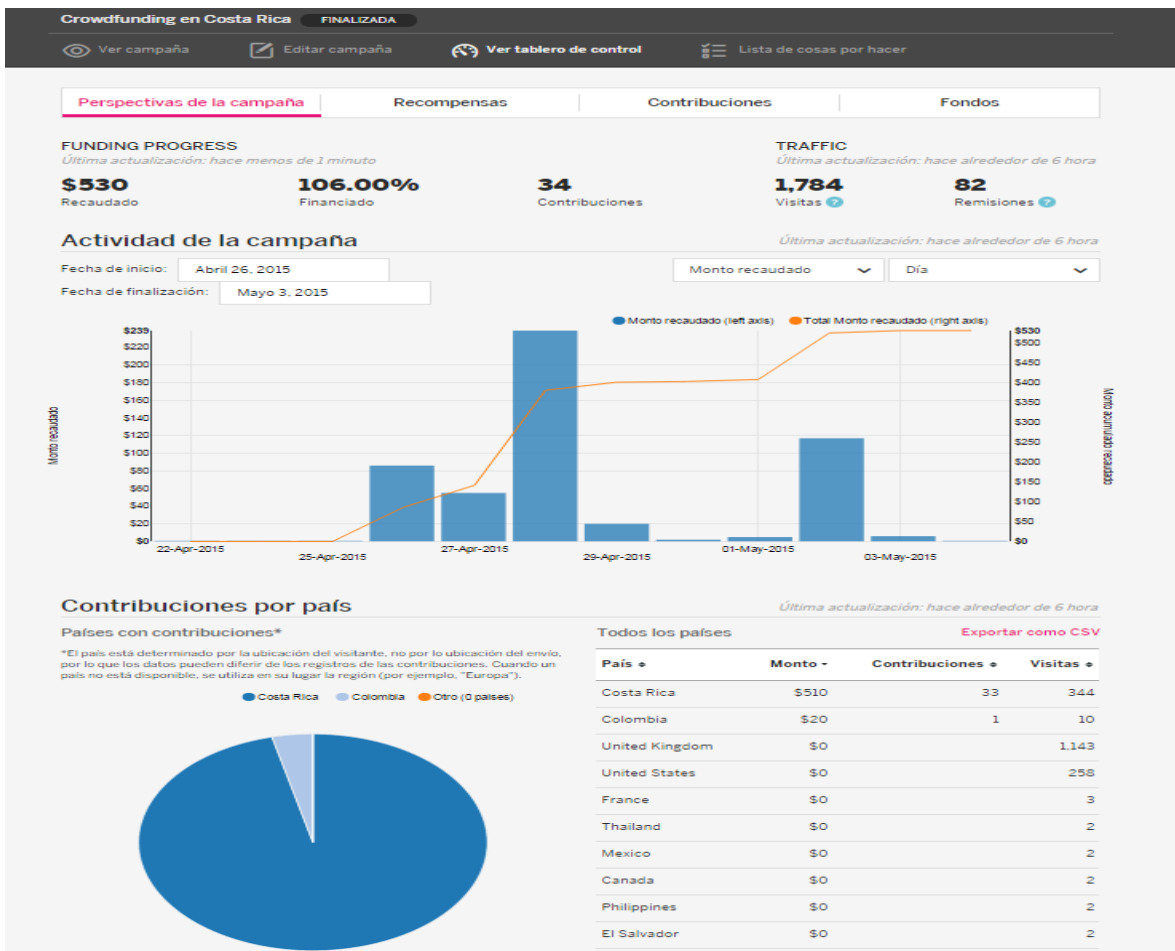 Crowdfunding en Costa Rica FINALIZADA
Ver campaña Editar campaña Ver tablero de control Lista de cosas por hacer
Perspectivas de la campaña Recompensas Contribuciones Fondos
FUNDING PROGRESS TRAFFIC
Última actualización: hace menos de 1 minuto Última actualización: hace alrededor de 6 hora
$530 106.00% 34 1,784 82
Recaudado Financiado Contribuciones Visitas ? Remisiones ?
Actividad de la campaña Última actualización: hace alrededor de 6 hora
Fecha de inicio: Abril 26, 2015 Monto recaudado Día
Fecha de finalización: Mayo 3, 2015
Monto recaudado (left axis) Total Monto recaudado (right axis)
$239 $530
$220 $500
$200 $450
$180 $400
$160 $350
$140 $300
$120 $250
$100 $200
$80 $150
$60 $100
$40 $50
$20 $0
$0
Monto recaudado
Monto acumulado recaudado
22-Apr-2015 27-Apr-2015 01-May-2015
25-Apr-2015 29-Apr-2015 03-May-2015
Contribuciones por país Última actualización: hace alrededor de 6 hora
Países con contribuciones* Todos los países Exportar como CSV
*El país está determinado por la ubicación del visitante, no por lo ubicación del envío,
por lo que los datos pueden diferir de los registros de las contribuciones. Cuando un
país no está disponible, se utiliza en su lugar la región (por ejemplo, "Europa").
Costa Rica Colombia Otro (0 países)
País Monto Contribuciones Visitas
Costa Rica $510 33 344
Colombia $20 1 10
United Kingdom $0 1,143
United States $0 258
France $0 3
Thailand $0 2
Mexico $0 2
Canada $0 2
Philippines $0 2
El Salvador $0 2